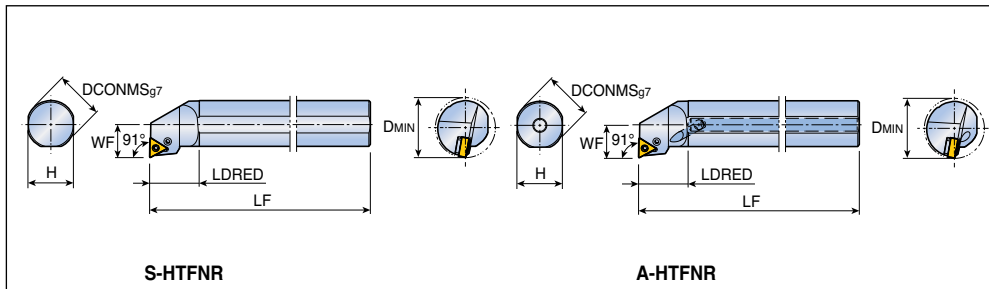 DCONMSg7
WF
91°
H
LDRED
LF
DMIN
S-HTFNR
DCONMSg7
WF
91°
H
LDRED
LF
DMIN
A-HTFNR